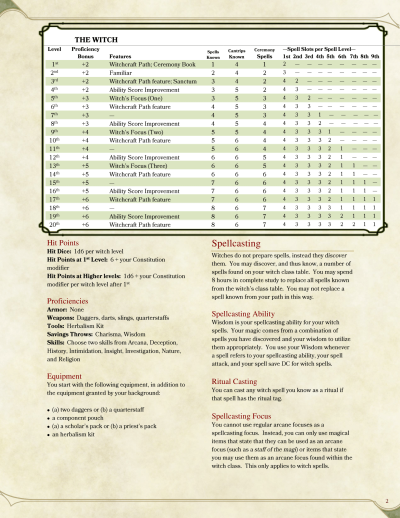 THE WITCH
Level Proficiency Bonus Features Spells Known Cantrips Known Ceremony Spells —Spell Slots per Spell Level—
1st 2nd 3rd 4th 5th 6th 7th 8th 9th
1st +2 Witchcraft Path; Ceremony Book 1 4 1 2 — — — — — — — —
2nd +2 Familiar 2 4 2 3 — — — — — — — —
3rd +2 Witchcraft Path feature; Sanctum 3 4 2 4 2 — — — — — — —
4th +2 Ability Score Improvement 3 5 2 4 3 — — — — — — —
5th +3 Witch's Focus (One) 3 5 3 4 3 2 — — — — — —
6th +3 Witchcraft Path feature 4 5 3 4 3 3 — — — — — —
7th +3 — 4 5 3 4 3 3 1 — — — — —
8th +3 Ability Score Improvement 4 5 4 4 3 3 2 — — — — —
9th +4 Witch's Focus (Two) 5 5 4 4 3 3 3 1 — — — —
10th +4 Witchcraft Path feature 5 6 4 4 3 3 3 2 — — — —
11th +4 — 5 6 4 4 3 3 3 2 1 — — —
12th +4 Ability Score Improvement 6 6 5 4 3 3 3 2 1 — — —
13th +5 Witch's Focus (Three) 6 6 5 4 3 3 3 2 1 1 — —
14th +5 Witchcraft Path feature 6 6 5 4 3 3 3 2 1 1 — —
15th +5 — 7 6 6 4 3 3 3 2 1 1 1 —
16th +5 Ability Score Improvement 7 6 6 4 3 3 3 2 1 1 1 —
17th +6 Witchcraft Path feature 7 6 6 4 3 3 3 2 1 1 1 1
18th +6 — 8 6 7 4 3 3 3 3 1 1 1 1
19th +6 Ability Score Improvement 8 6 7 4 3 3 3 3 2 1 1 1
20th +6 Witchcraft Path feature 8 6 7 4 3 3 3 3 2 2 1 1
Hit Points
Hit Dice: 1d6 per witch level
Hit Points at 1st Level: 6 + your Constitution
modifier
Hit Points at Higher levels: 1d6 + your Constitution
modifier per witch level after 1st
Proficiencies
Armor: None
Weapons: Daggers, darts, slings, quarterstaffs
Tools: Herbalism Kit
Savings Throws: Charisma, Wisdom
Skills: Choose two skills from Arcana, Deception,
History, Intimidation, Insight, Investigation, Nature,
and Religion
Equipment
You start with the following equipment, in addition to
the equipment granted by your background:
• (a) two daggers or (b) a quarterstaff
• a component pouch
• (a) a scholar's pack or (b) a priest's pack
• an herbalism kit
Spellcasting
Witches do not prepare spells, instead they discover
them. You may discover, and thus know, a number of
spells found on your witch class table. You may spend
8 hours in complete study to replace all spells known
from the witch's class table. You may not replace a
spell known from your path in this way.
Spellcasting Ability
Wisdom is your spellcasting ability for your witch
spells. Your magic comes from a combination of
spells you have discovered and your wisdom to utilize
them appropriately. You use your Wisdom whenever
a spell refers to your spellcasting ability, your spell
attack, and your spell save DC for witch spells.
Ritual Casting
You can cast any witch spell you know as a ritual if
that spell has the ritual tag.
Spellcasting Focus
You cannot use regular arcane focuses as a
spellcasting focus. Instead, you can only use magical
items that state that they can be used as an arcane
focus (such as a staff of the magi) or items that state
you may use them as an arcane focus found within the
witch class. This only applies to witch spells.
2